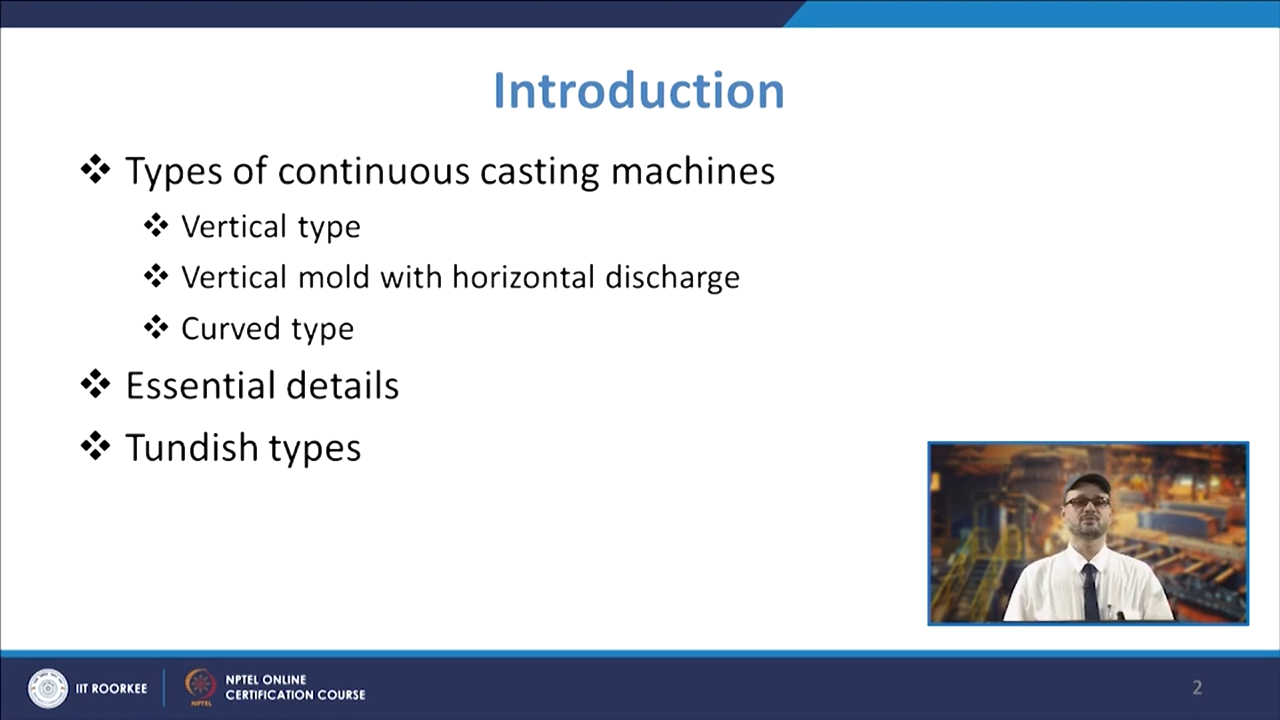 Introduction
❖ Types of continuous casting machines
❖ Vertical type
❖ Vertical mold with horizontal discharge
❖ Curved type
❖ Essential details
❖ Tundish types
IIT ROORKEE
NPTEL
NPTEL ONLINE
CERTIFICATION COURSE
2